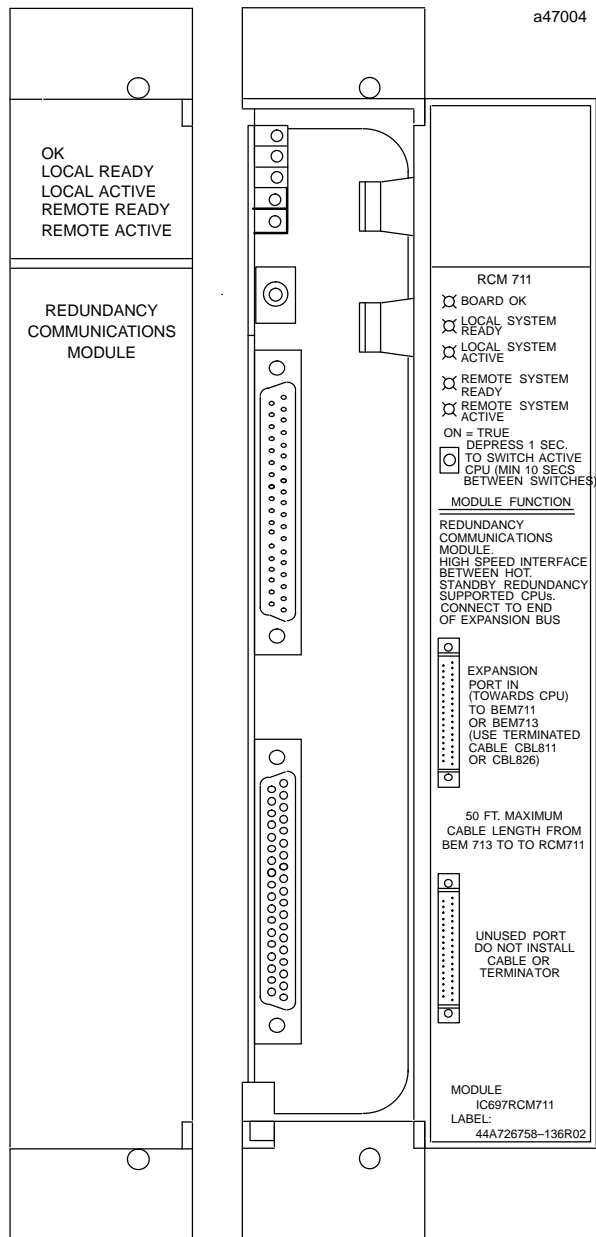 a47004
OK
LOCAL READY
LOCAL ACTIVE
REMOTE READY
REMOTE ACTIVE
REDUNDANCY
COMMUNICATIONS
MODULE
RCM 711
BOARD OK
LOCAL SYSTEM
READY
LOCAL SYSTEM
ACTIVE
REMOTE SYSTEM
READY
REMOTE SYSTEM
ACTIVE
ON = TRUE
DEPRESS 1 SEC.
TO SWITCH ACTIVE
CPU (MIN 10 SECS
BETWEEN SWITCHES)
MODULE FUNCTION
REDUNDANCY
COMMUNICATIONS
MODULE.
HIGH SPEED INTERFACE
BETWEEN HOT.
STANDBY REDUNDANCY
SUPPORTED CPUs.
CONNECT TO END
OF EXPANSION BUS
EXPANSION
PORT IN
(TOWARDS CPU)
TO BEM711
OR BEM713
(USE TERMINATED
CABLE CBL811
OR CBL826)
50 FT. MAXIMUM
CABLE LENGTH FROM
BEM 713 TO TO RCM711
UNUSED PORT
DO NOT INSTALL
CABLE OR
TERMINATOR
MODULE
IC697RCM711
LABEL:
44A726758–136R02